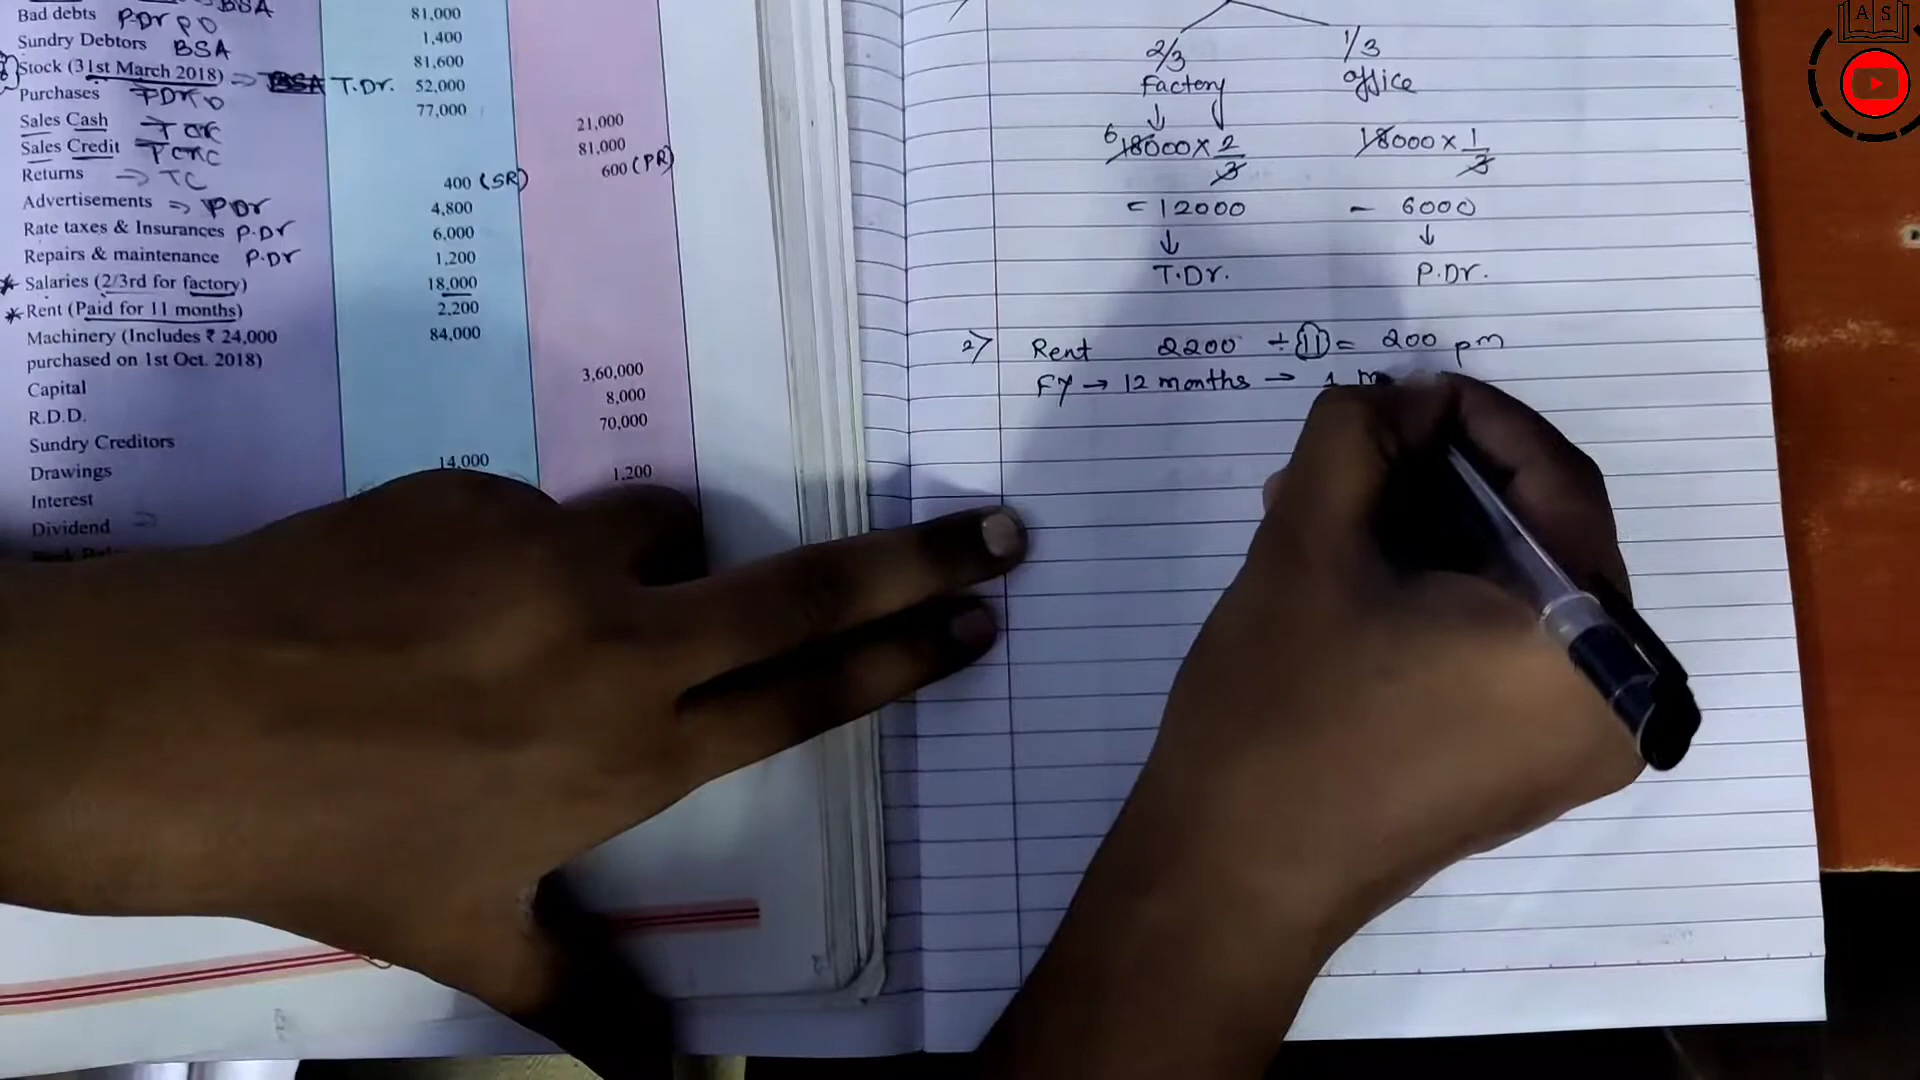 BSA
Bad debts P.Dr PD 81,000
Sundry Debtors BSA 1,400
Stock (31st March 2018) ⇒ BSA T.Dr. 81,600
Purchases 52,000
Sales Cash 77,000 21,000
Sales Credit 81,000
Returns → TC 400 (SR) 600 (PR)
Advertisements ⇒ P.Dr 4,800
Rate taxes & Insurances P.Dr 6,000
Repairs & maintenance P.Dr 1,200
* Salaries (2/3rd for factory) 18,000
* Rent (Paid for 11 months) 2,200
Machinery (Includes ₹ 24,000 84,000
purchased on 1st Oct. 2018)
Capital 3,60,000
R.D.D. 8,000
Sundry Creditors 70,000
Drawings 14,000
Interest 1,200
Dividend ⇒
2/3 1/3
Factory office
↓
6 18000 × 2/3 18000 × 1/3
= 12000 – 6000
↓ ↓
T.Dr. P.Dr.
2) Rent 2200 ÷ 11 = 200 pm
FY → 12 months → 1 m
A S